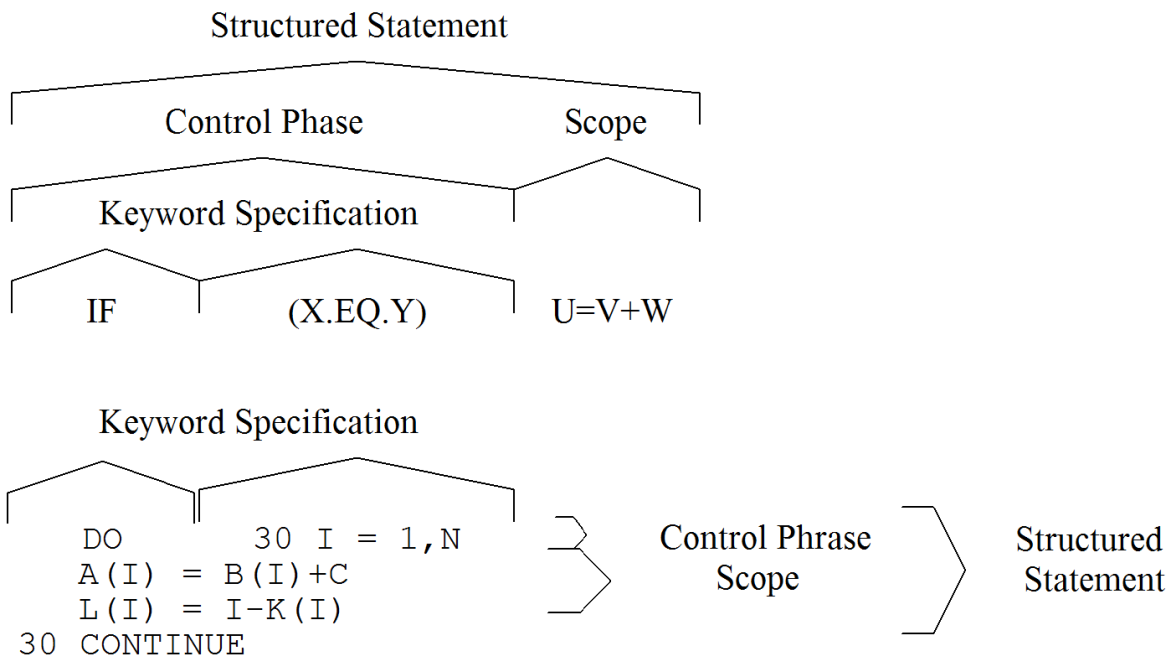 Structured Statement
Control Phase Scope
Keyword Specification
IF (X.EQ.Y) U=V+W
Keyword Specification
DO 30 I = 1,N
A(I) = B(I)+C
L(I) = I-K(I)
30 CONTINUE
Control Phrase
Scope
Structured
Statement